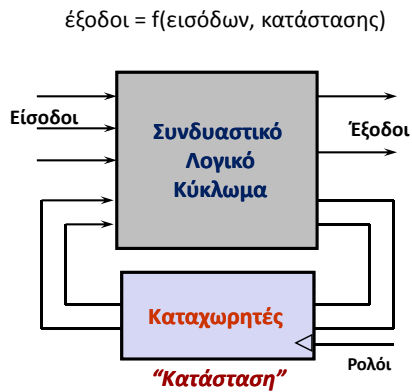 έξοδοι = f(εισόδων, κατάστασης)
Είσοδοι
Συνδυαστικό
Λογικό
Κύκλωμα
Έξοδοι
Καταχωρητές
Ρολόι
“Κατάσταση”